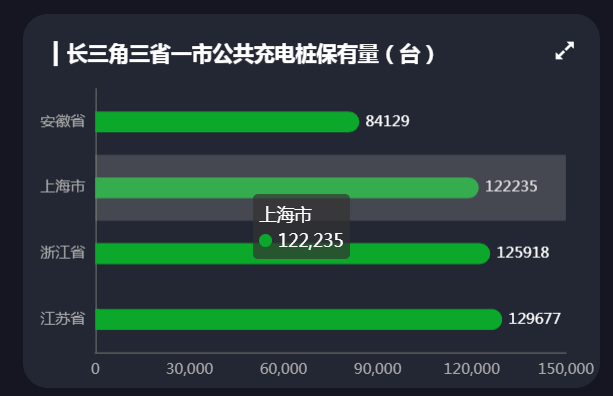 长三角三省一市公共充电桩保有量（台）
安徽省 84129
上海市 122235
上海市
122,235
浙江省 125918
江苏省 129677
0 30,000 60,000 90,000 120,000 150,000